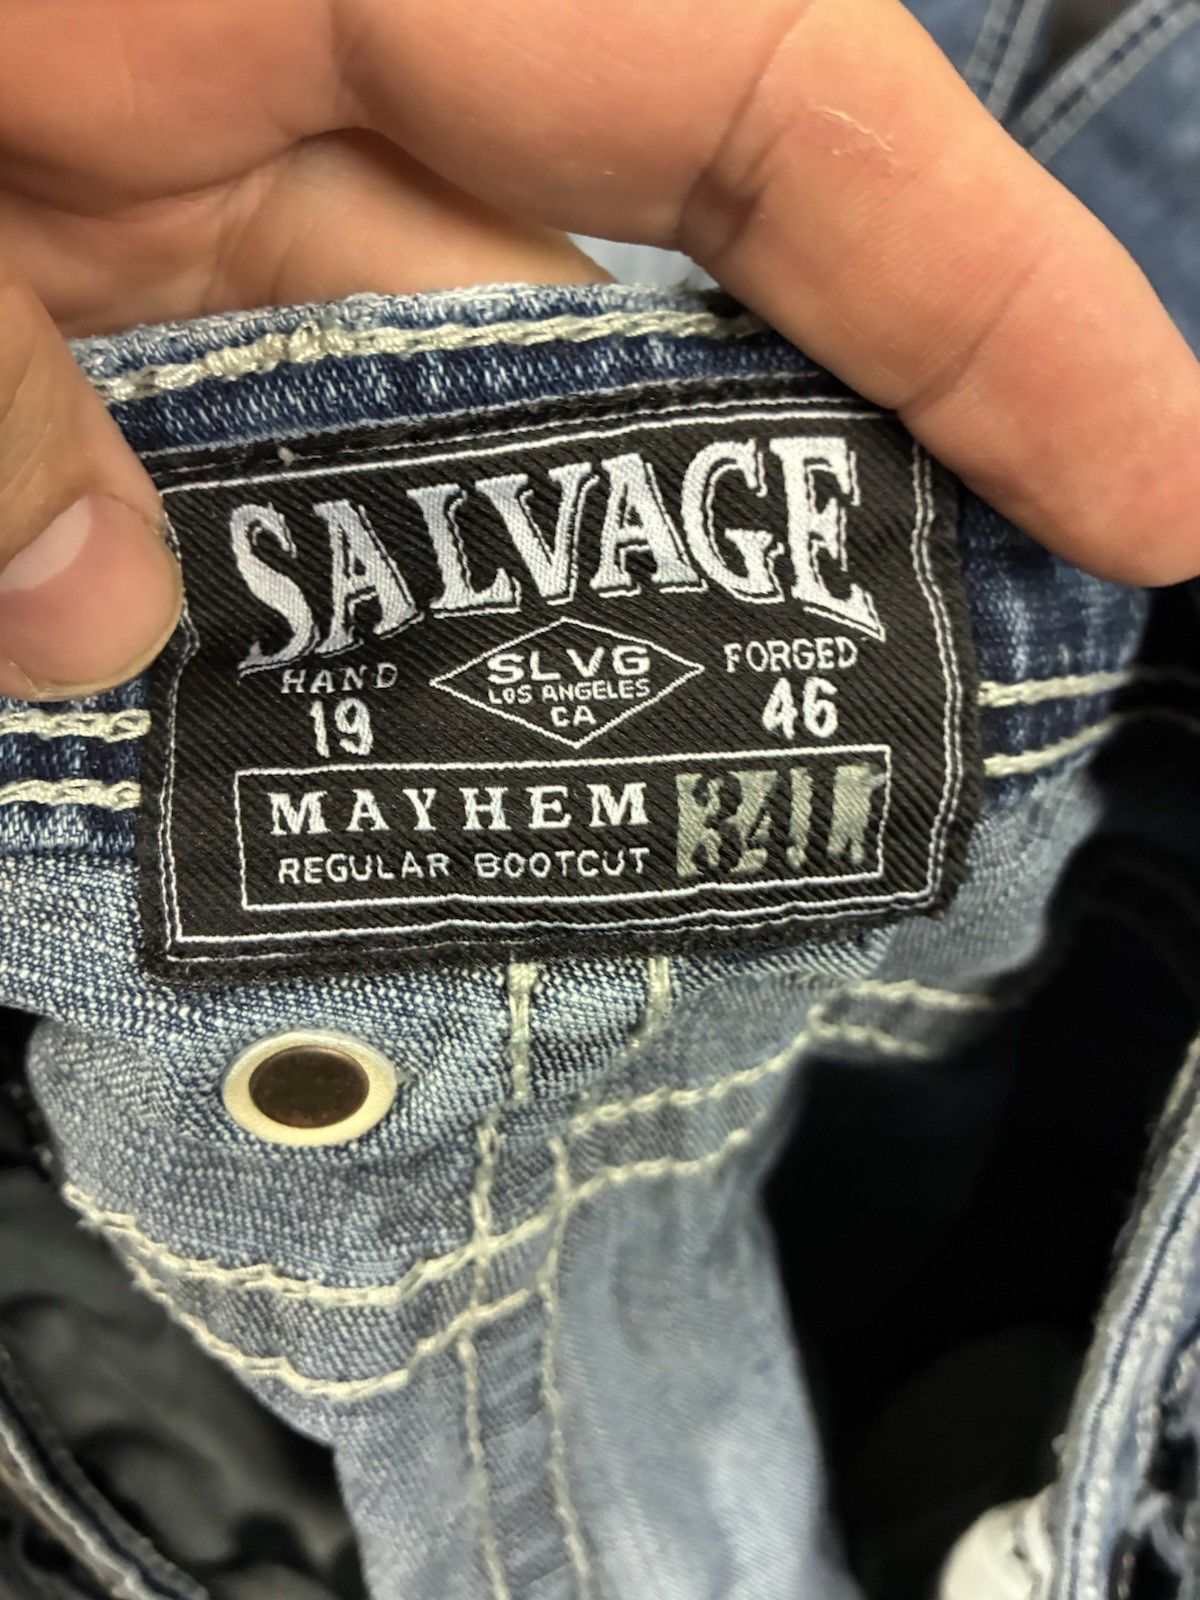 SALVAGE
HAND SLVG FORGED
19 LOS ANGELES 46
CA
MAYHEM
REGULAR BOOTCUT